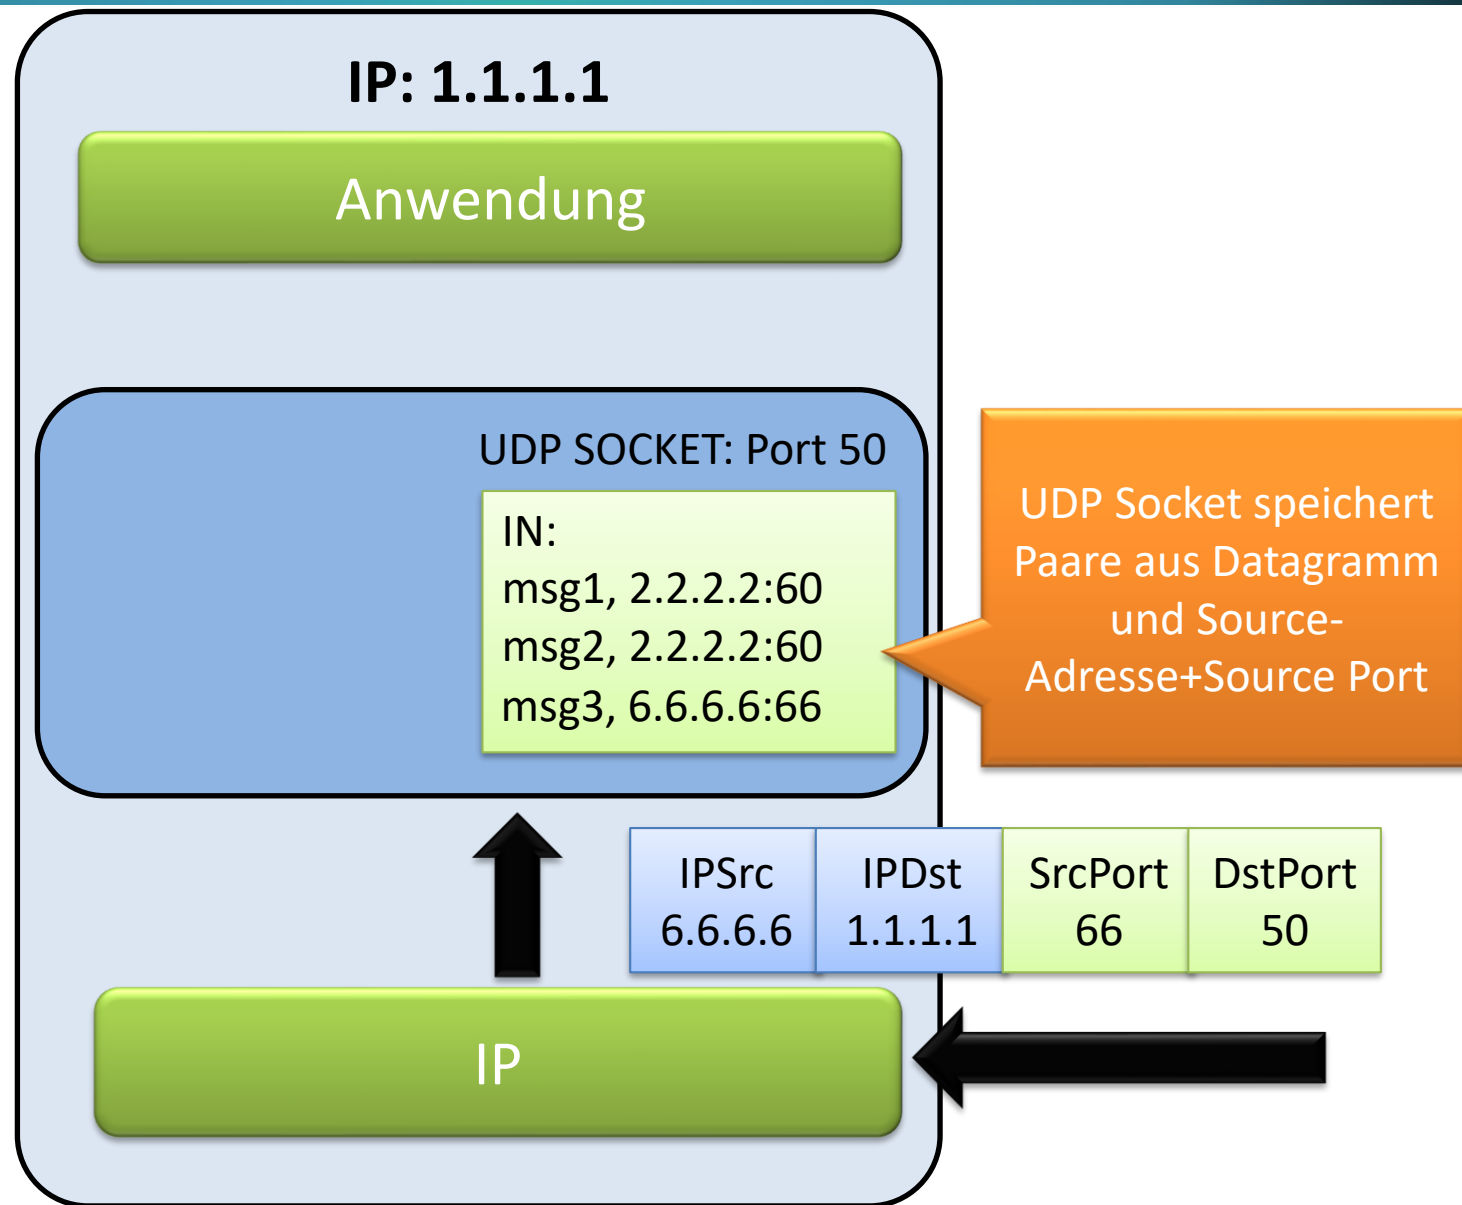 IP: 1.1.1.1
Anwendung
UDP SOCKET: Port 50
IN:
msg1, 2.2.2.2:60
msg2, 2.2.2.2:60
msg3, 6.6.6.6:66
UDP Socket speichert
Paare aus Datagramm
und Source-
Adresse+Source Port
IPSrc
6.6.6.6
IPDst
1.1.1.1
SrcPort
66
DstPort
50
IP